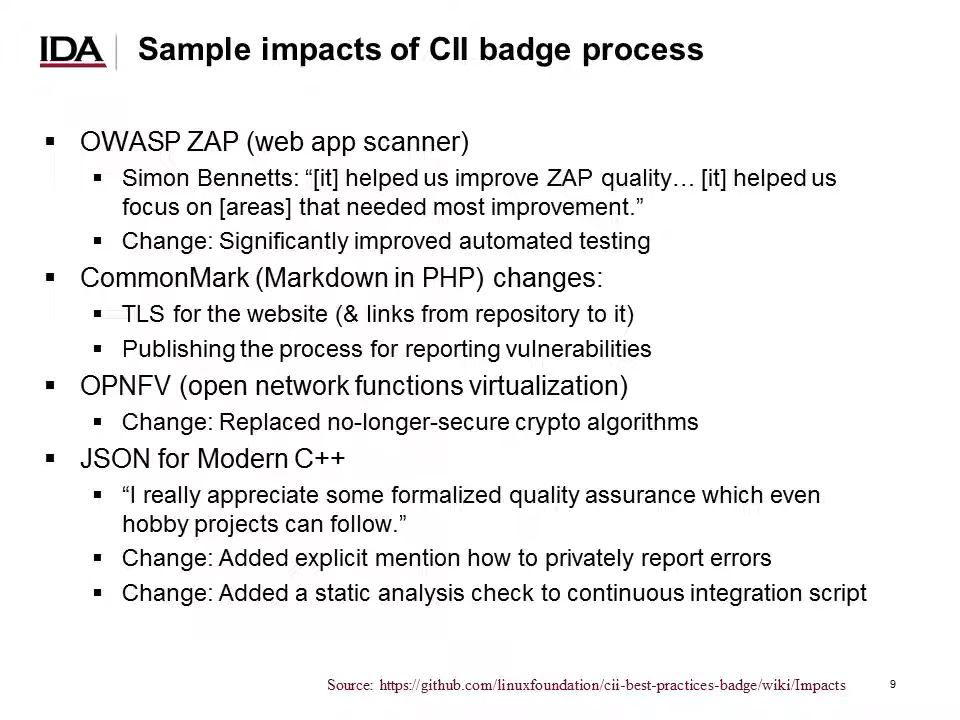 IDA
Sample impacts of CII badge process
▪ OWASP ZAP (web app scanner)
▪ Simon Bennetts: “[it] helped us improve ZAP quality… [it] helped us
focus on [areas] that needed most improvement.”
▪ Change: Significantly improved automated testing
▪ CommonMark (Markdown in PHP) changes:
▪ TLS for the website (& links from repository to it)
▪ Publishing the process for reporting vulnerabilities
▪ OPNFV (open network functions virtualization)
▪ Change: Replaced no-longer-secure crypto algorithms
▪ JSON for Modern C++
▪ “I really appreciate some formalized quality assurance which even
hobby projects can follow.”
▪ Change: Added explicit mention how to privately report errors
▪ Change: Added a static analysis check to continuous integration script
Source: https://github.com/linuxfoundation/cii-best-practices-badge/wiki/Impacts
9